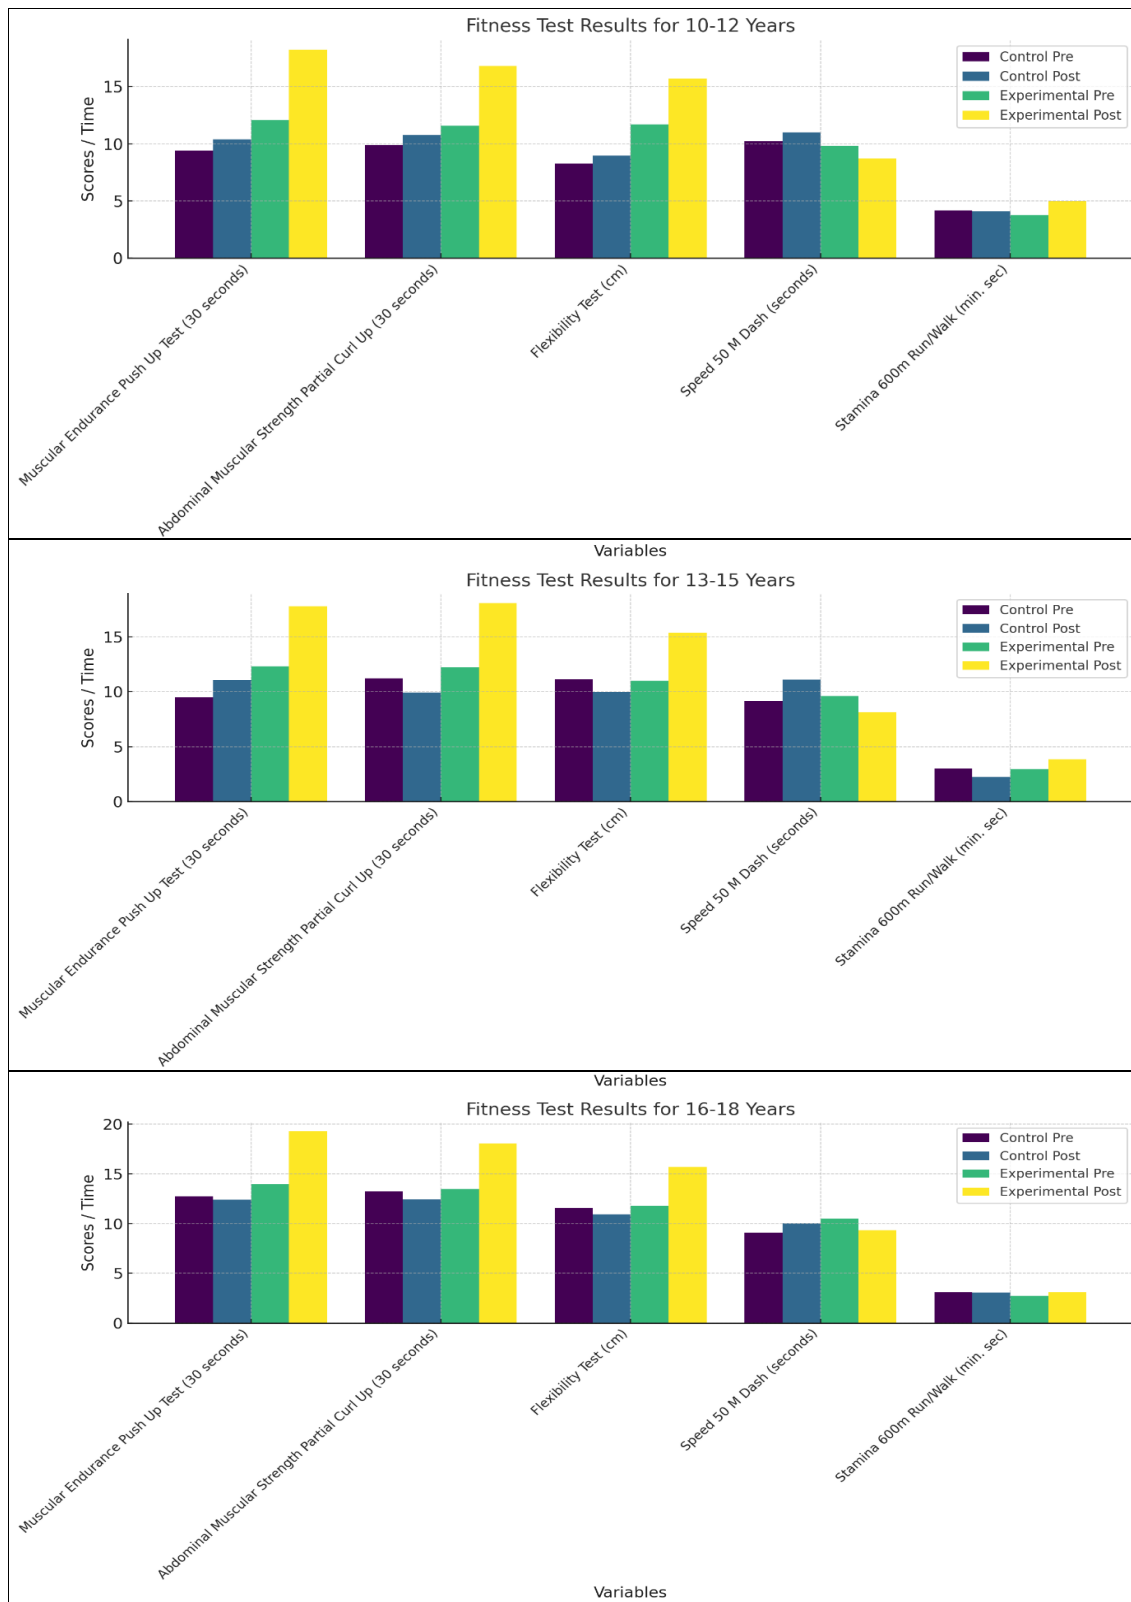 Fitness Test Results for 10-12 Years
Control Pre
Control Post
Experimental Pre
Experimental Post
Scores / Time
15
10
5
0
Muscular Endurance Push Up Test (30 seconds)
Abdominal Muscular Strength Partial Curl Up (30 seconds)
Flexibility Test (cm)
Speed 50 M Dash (seconds)
Stamina 600m Run/Walk (min. sec)
Variables
Fitness Test Results for 13-15 Years
Control Pre
Control Post
Experimental Pre
Experimental Post
Scores / Time
15
10
5
0
Muscular Endurance Push Up Test (30 seconds)
Abdominal Muscular Strength Partial Curl Up (30 seconds)
Flexibility Test (cm)
Speed 50 M Dash (seconds)
Stamina 600m Run/Walk (min. sec)
Variables
Fitness Test Results for 16-18 Years
Control Pre
Control Post
Experimental Pre
Experimental Post
Scores / Time
20
15
10
5
0
Muscular Endurance Push Up Test (30 seconds)
Abdominal Muscular Strength Partial Curl Up (30 seconds)
Flexibility Test (cm)
Speed 50 M Dash (seconds)
Stamina 600m Run/Walk (min. sec)
Variables